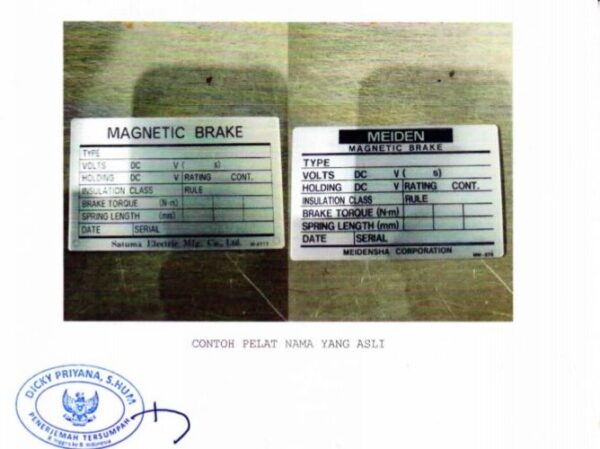 MAGNETIC BRAKE
TYPE
VOLTS DC V ( s)
HOLDING DC V RATING CONT.
INSULATION CLASS RULE
BRAKE TORQUE (N·m)
SPRING LENGTH (mm)
DATE SERIAL
Satuma Electric Mfg. Co., Ltd.
MEIDEN
MAGNETIC BRAKE
TYPE
VOLTS DC V ( s)
HOLDING DC V RATING CONT.
INSULATION CLASS RULE
BRAKE TORQUE (N·m)
SPRING LENGTH (mm)
DATE SERIAL
MEIDENSHA CORPORATION
CONTOH PELAT NAMA YANG ASLI
DICKY PRIYANA, S.HUM
PENERJEMAH TERSUMPAH